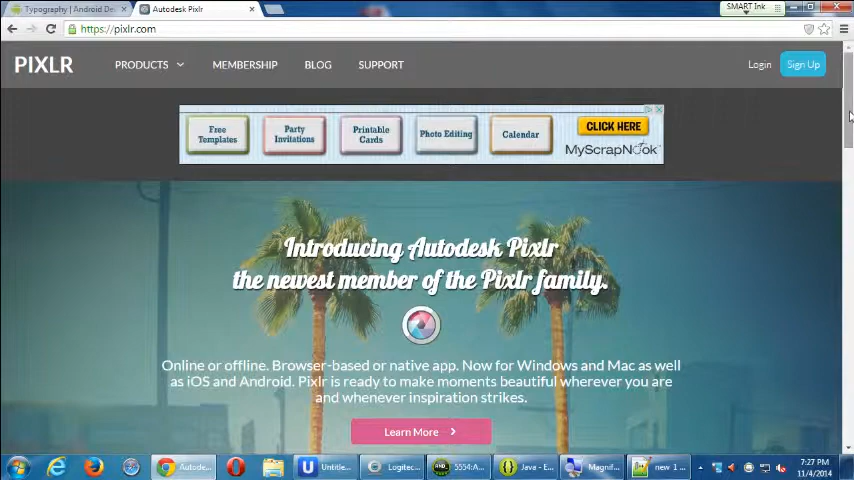 Typography | Android De
Autodesk Pixlr
SMART Ink
https://pixlr.com
PIXLR
PRODUCTS
MEMBERSHIP
BLOG
SUPPORT
Login
Sign Up
Free
Templates
Party
Invitations
Printable
Cards
Photo Editing
Calendar
CLICK HERE
MyScrapNook
Introducing Autodesk Pixlr
the newest member of the Pixlr family.
Online or offline. Browser-based or native app. Now for Windows and Mac as well
as iOS and Android. Pixlr is ready to make moments beautiful wherever you are
and whenever inspiration strikes.
Learn More
Autode...
Untitle...
Logitec...
5554:A...
Java - E...
Magnif...
new 1 ...
7:27 PM
11/4/2014